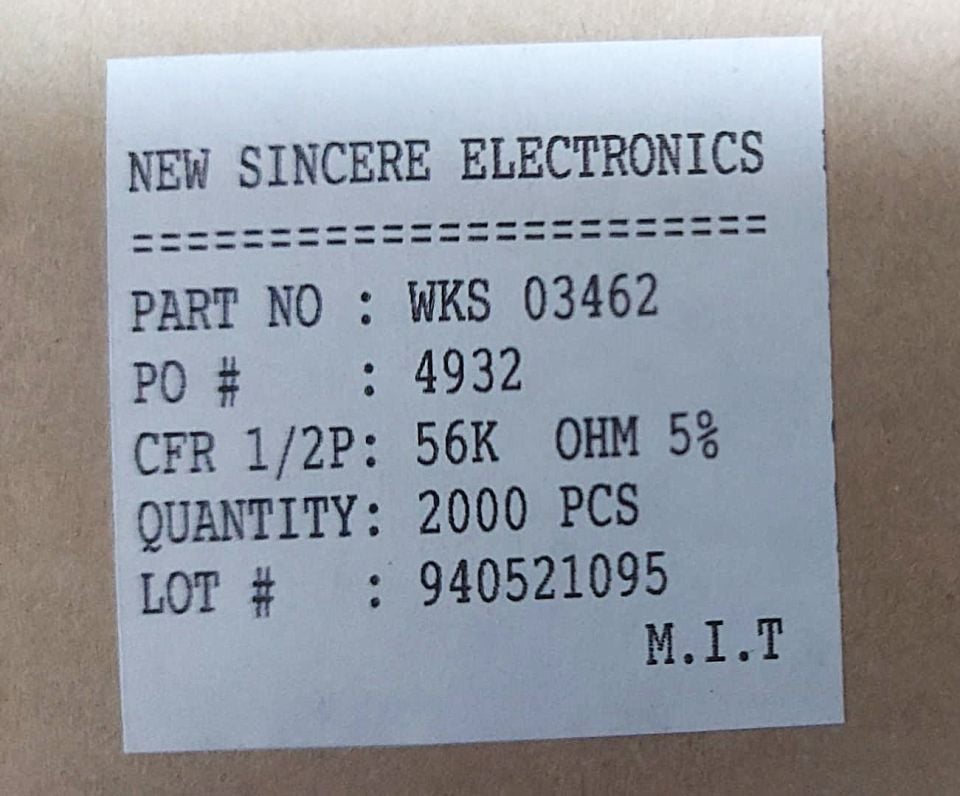 NEW SINCERE ELECTRONICS
=======================
PART NO : WKS 03462
PO # : 4932
CFR 1/2P: 56K OHM 5%
QUANTITY: 2000 PCS
LOT # : 940521095
M.I.T